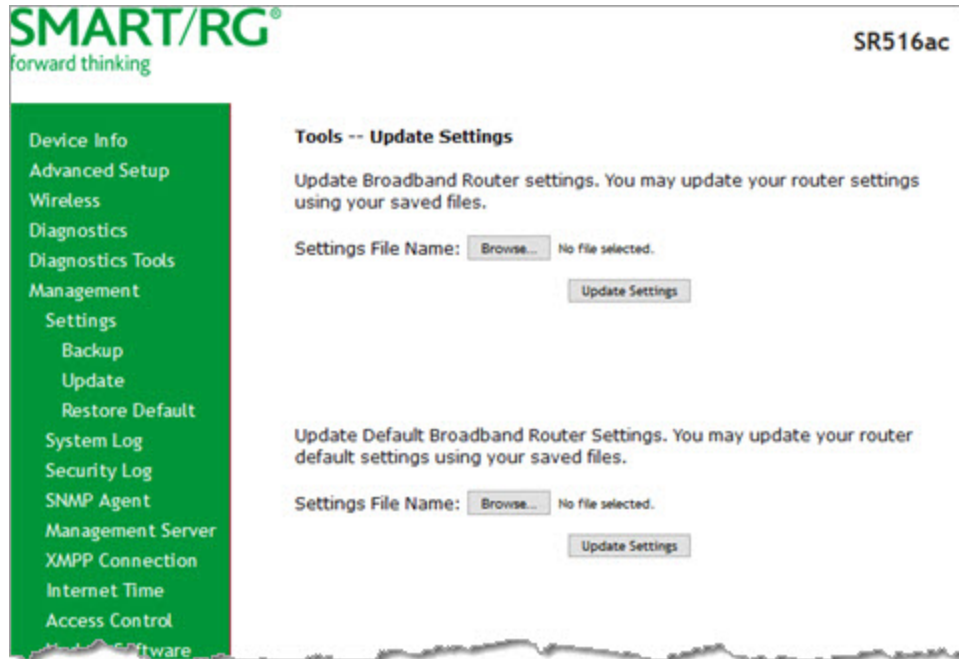 SMART/RG®
forward thinking
SR516ac
Device Info
Advanced Setup
Wireless
Diagnostics
Diagnostics Tools
Management
Settings
Backup
Update
Restore Default
System Log
Security Log
SNMP Agent
Management Server
XMPP Connection
Internet Time
Access Control
Tools -- Update Settings
Update Broadband Router settings. You may update your router settings
using your saved files.
Settings File Name: Browse... No file selected.
Update Settings
Update Default Broadband Router Settings. You may update your router
default settings using your saved files.
Settings File Name: Browse... No file selected.
Update Settings